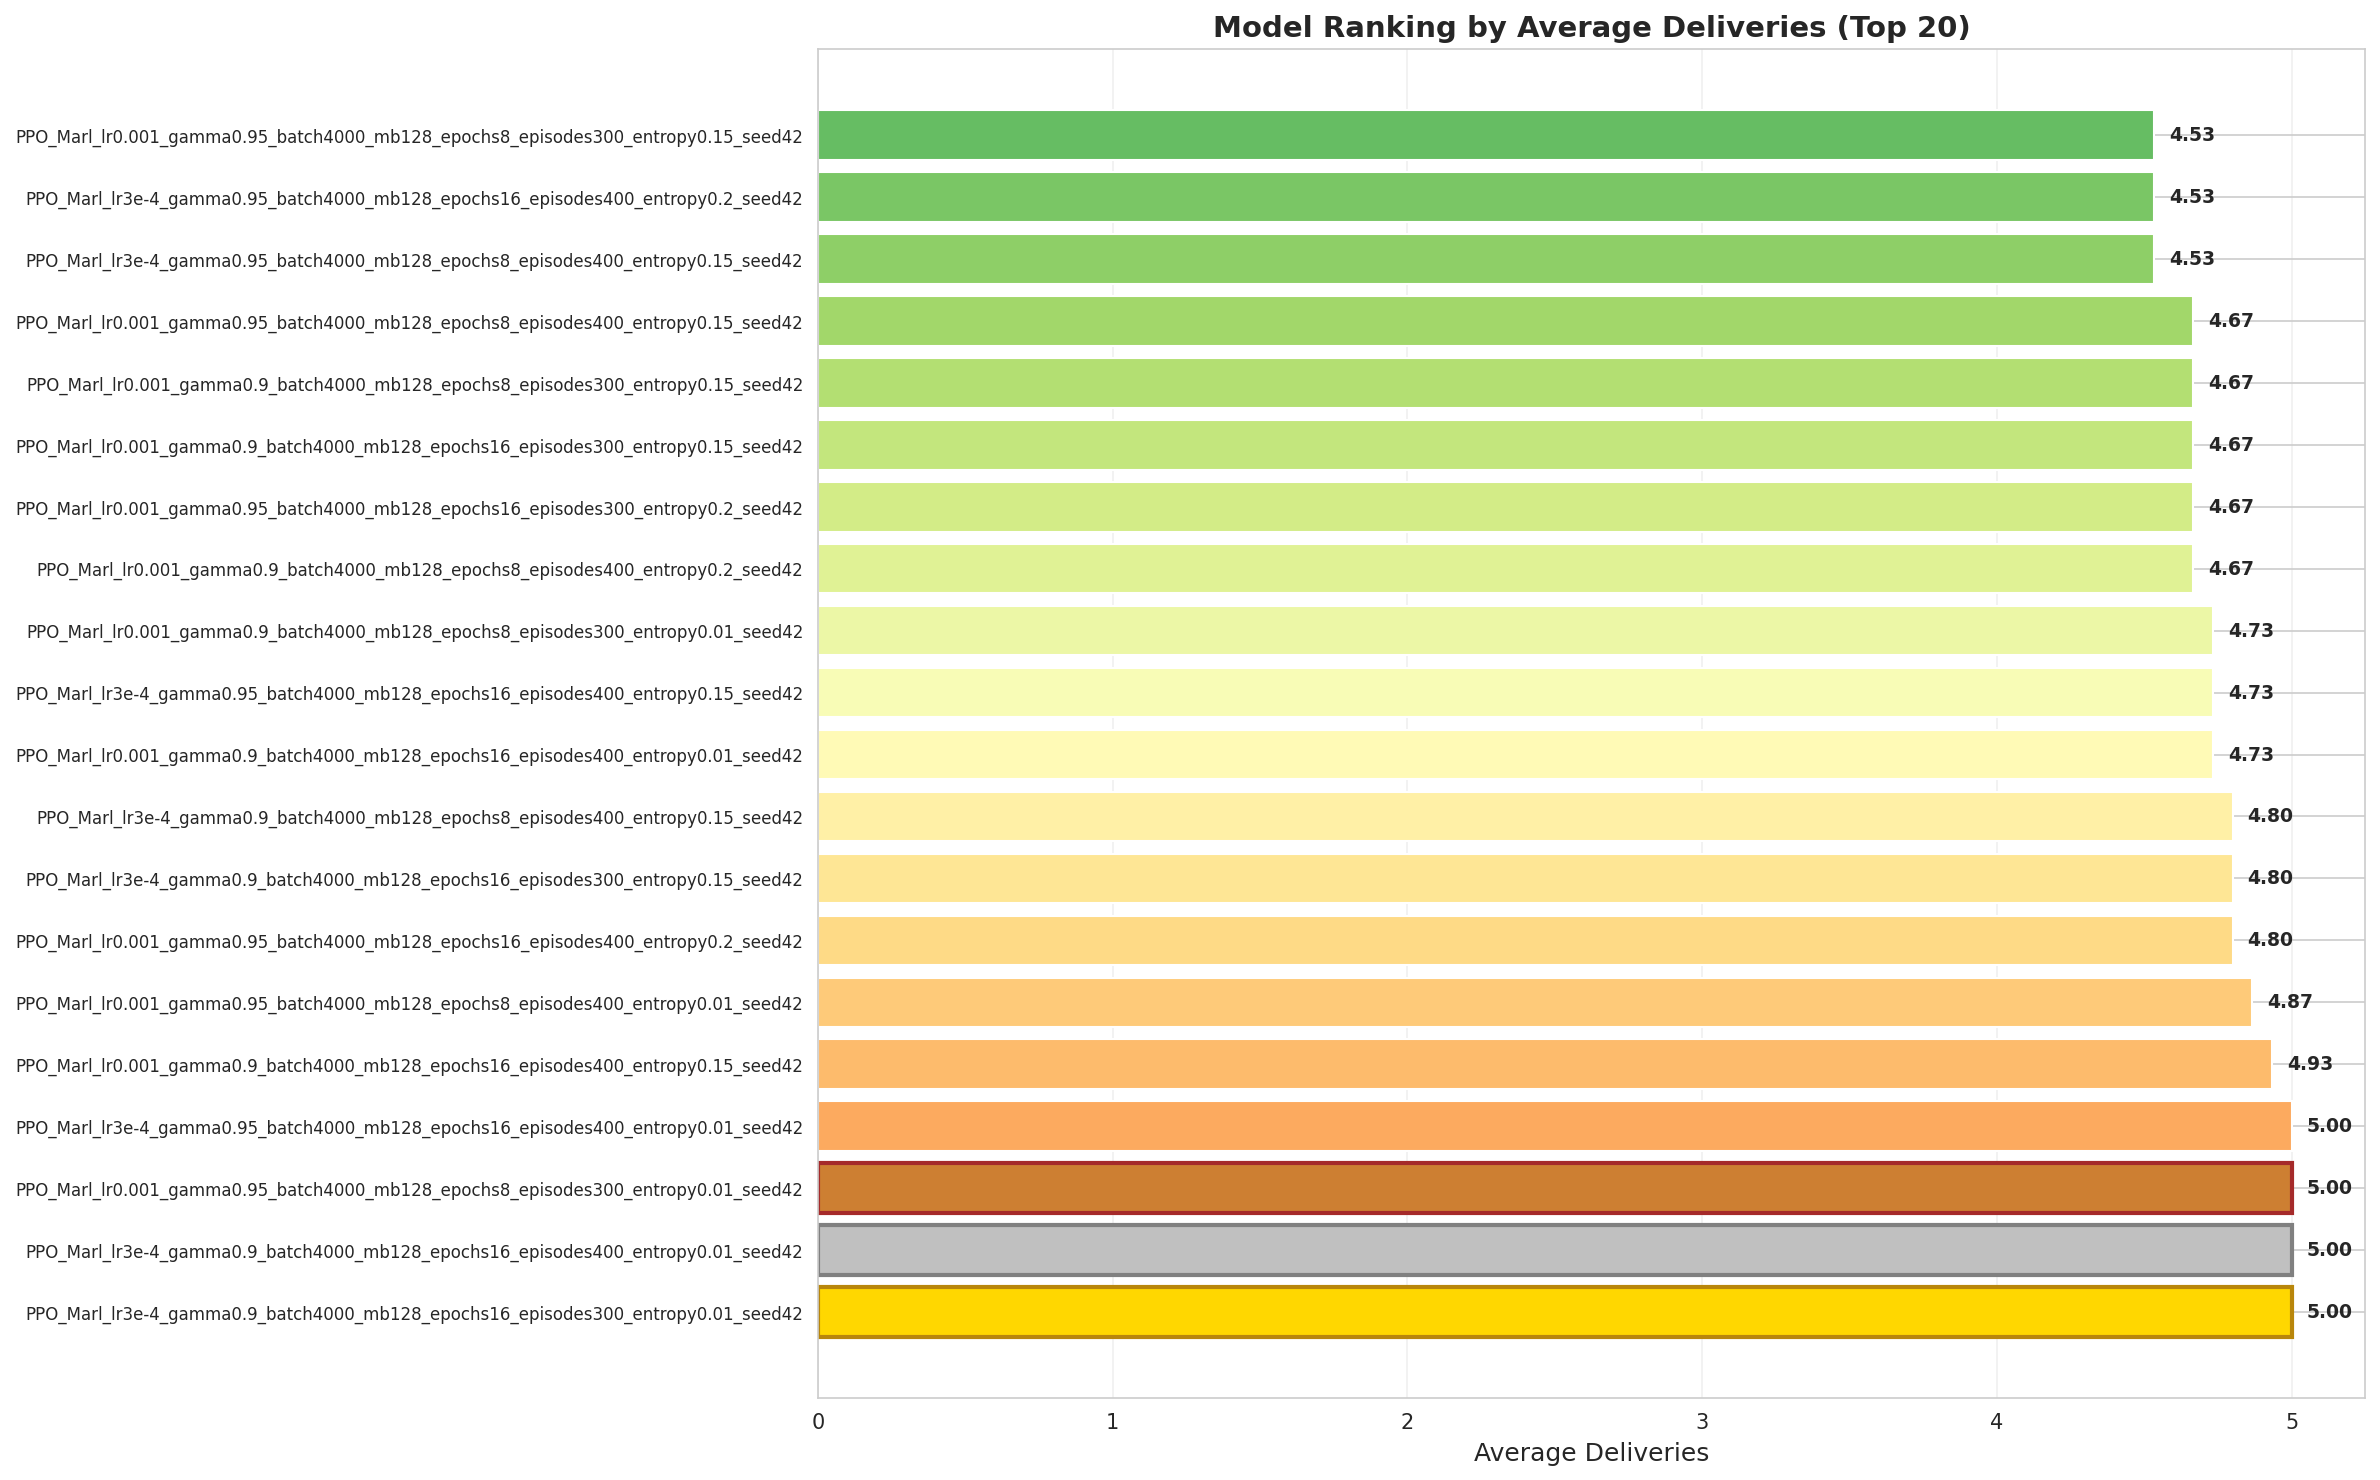 Model Ranking by Average Deliveries (Top 20)
PPO_Marl_lr0.001_gamma0.95_batch4000_mb128_epochs8_episodes300_entropy0.15_seed42 4.53
PPO_Marl_lr3e-4_gamma0.95_batch4000_mb128_epochs16_episodes400_entropy0.2_seed42 4.53
PPO_Marl_lr3e-4_gamma0.95_batch4000_mb128_epochs8_episodes400_entropy0.15_seed42 4.53
PPO_Marl_lr0.001_gamma0.95_batch4000_mb128_epochs8_episodes400_entropy0.15_seed42 4.67
PPO_Marl_lr0.001_gamma0.9_batch4000_mb128_epochs8_episodes300_entropy0.15_seed42 4.67
PPO_Marl_lr0.001_gamma0.9_batch4000_mb128_epochs16_episodes300_entropy0.15_seed42 4.67
PPO_Marl_lr0.001_gamma0.95_batch4000_mb128_epochs16_episodes300_entropy0.2_seed42 4.67
PPO_Marl_lr0.001_gamma0.9_batch4000_mb128_epochs8_episodes400_entropy0.2_seed42 4.67
PPO_Marl_lr0.001_gamma0.9_batch4000_mb128_epochs8_episodes300_entropy0.01_seed42 4.73
PPO_Marl_lr3e-4_gamma0.95_batch4000_mb128_epochs16_episodes400_entropy0.15_seed42 4.73
PPO_Marl_lr0.001_gamma0.9_batch4000_mb128_epochs16_episodes400_entropy0.01_seed42 4.73
PPO_Marl_lr3e-4_gamma0.9_batch4000_mb128_epochs8_episodes400_entropy0.15_seed42 4.80
PPO_Marl_lr3e-4_gamma0.9_batch4000_mb128_epochs16_episodes300_entropy0.15_seed42 4.80
PPO_Marl_lr0.001_gamma0.95_batch4000_mb128_epochs16_episodes400_entropy0.2_seed42 4.80
PPO_Marl_lr0.001_gamma0.95_batch4000_mb128_epochs8_episodes400_entropy0.01_seed42 4.87
PPO_Marl_lr0.001_gamma0.9_batch4000_mb128_epochs16_episodes400_entropy0.15_seed42 4.93
PPO_Marl_lr3e-4_gamma0.95_batch4000_mb128_epochs16_episodes400_entropy0.01_seed42 5.00
PPO_Marl_lr0.001_gamma0.95_batch4000_mb128_epochs8_episodes300_entropy0.01_seed42 5.00
PPO_Marl_lr3e-4_gamma0.9_batch4000_mb128_epochs16_episodes400_entropy0.01_seed42 5.00
PPO_Marl_lr3e-4_gamma0.9_batch4000_mb128_epochs16_episodes300_entropy0.01_seed42 5.00
0 1 2 3 4 5
Average Deliveries